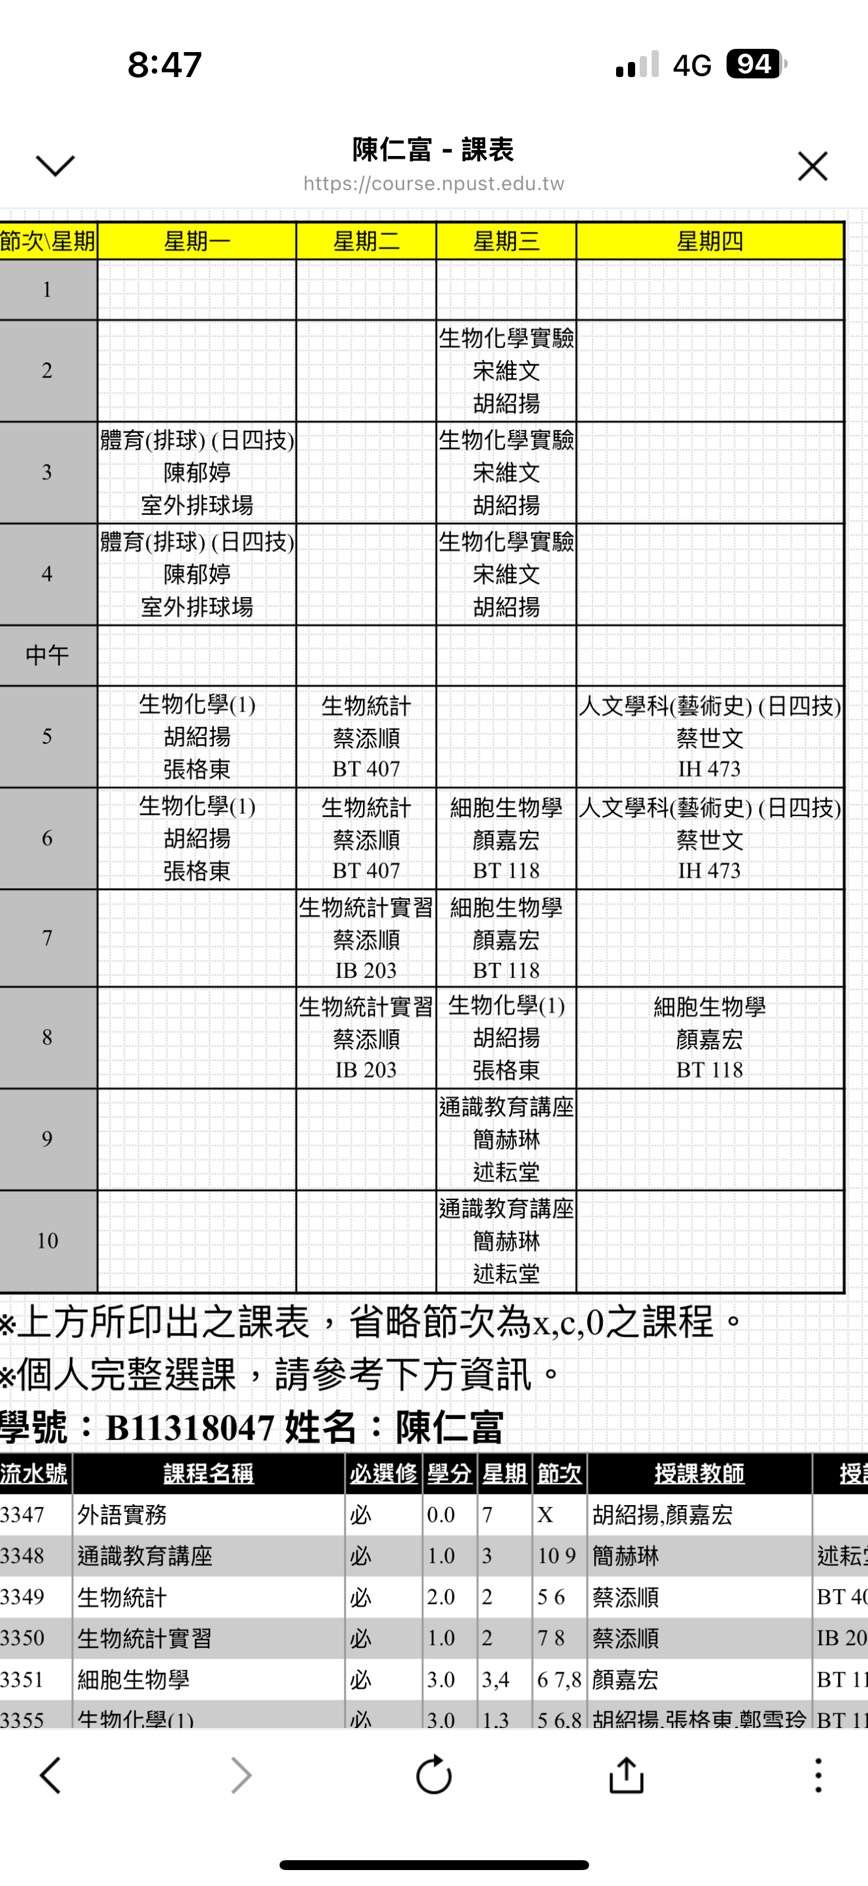 8:47 4G 94
陳仁富 - 課表
https://course.npust.edu.tw
節次\星期 星期一 星期二 星期三 星期四
1
2 生物化學實驗 宋維文 胡紹揚
3 體育(排球) (日四技) 陳郁婷 室外排球場 生物化學實驗 宋維文 胡紹揚
4 體育(排球) (日四技) 陳郁婷 室外排球場 生物化學實驗 宋維文 胡紹揚
中午
5 生物化學(1) 胡紹揚 張格東 生物統計 蔡添順 BT 407 人文學科(藝術史) (日四技) 蔡世文 IH 473
6 生物化學(1) 胡紹揚 張格東 生物統計 蔡添順 BT 407 細胞生物學 顏嘉宏 BT 118 人文學科(藝術史) (日四技) 蔡世文 IH 473
7 生物統計實習 蔡添順 IB 203 細胞生物學 顏嘉宏 BT 118
8 生物統計實習 蔡添順 IB 203 生物化學(1) 胡紹揚 張格東 細胞生物學 顏嘉宏 BT 118
9 通識教育講座 簡赫琳 述耘堂
10 通識教育講座 簡赫琳 述耘堂
※上方所印出之課表，省略節次為x,c,0之課程。
※個人完整選課，請參考下方資訊。
學號：B11318047 姓名：陳仁富
流水號 課程名稱 必選修 學分 星期 節次 授課教師 授
3347 外語實務 必 0.0 7 X 胡紹揚,顏嘉宏
3348 通識教育講座 必 1.0 3 10 9 簡赫琳 述耘
3349 生物統計 必 2.0 2 5 6 蔡添順 BT 40
3350 生物統計實習 必 1.0 2 7 8 蔡添順 IB 20
3351 細胞生物學 必 3.0 3,4 6 7,8 顏嘉宏 BT 11
3355 生物化學(1) 必 3.0 1,3 5 6,8 胡紹揚,張格東,鄭雪玲 BT 11